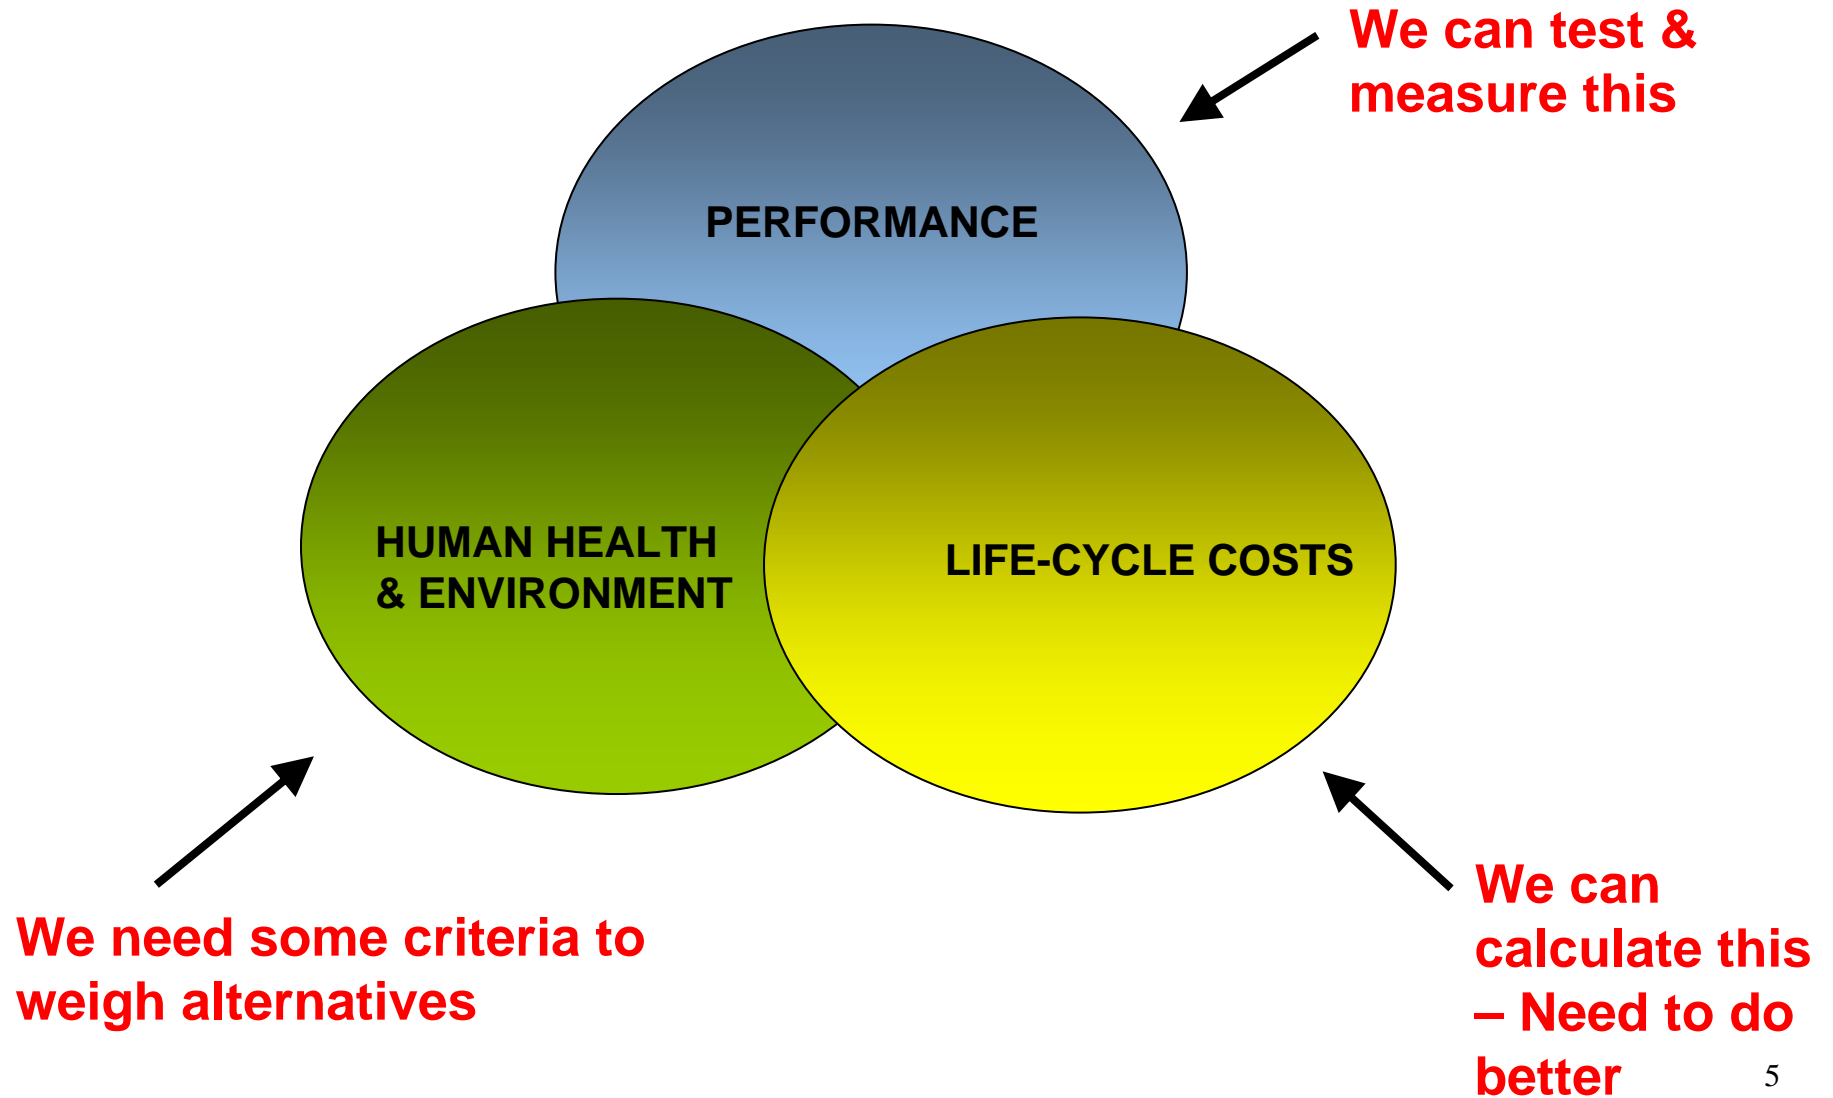 We can test &
measure this
PERFORMANCE
HUMAN HEALTH
& ENVIRONMENT
LIFE-CYCLE COSTS
We need some criteria to
weigh alternatives
We can
calculate this
– Need to do
better
5